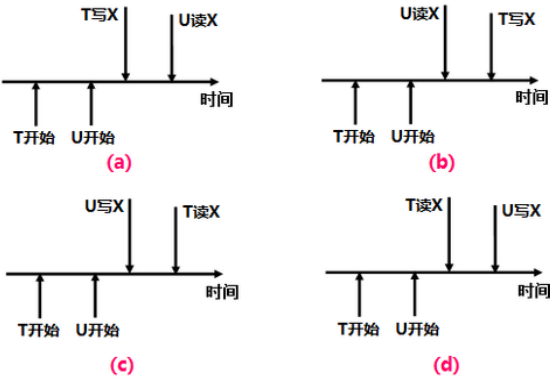 T写X U读X
时间
T开始 U开始
(a)
U读X T写X
时间
T开始 U开始
(b)
U写X T读X
时间
T开始 U开始
(c)
T读X U写X
时间
T开始 U开始
(d)